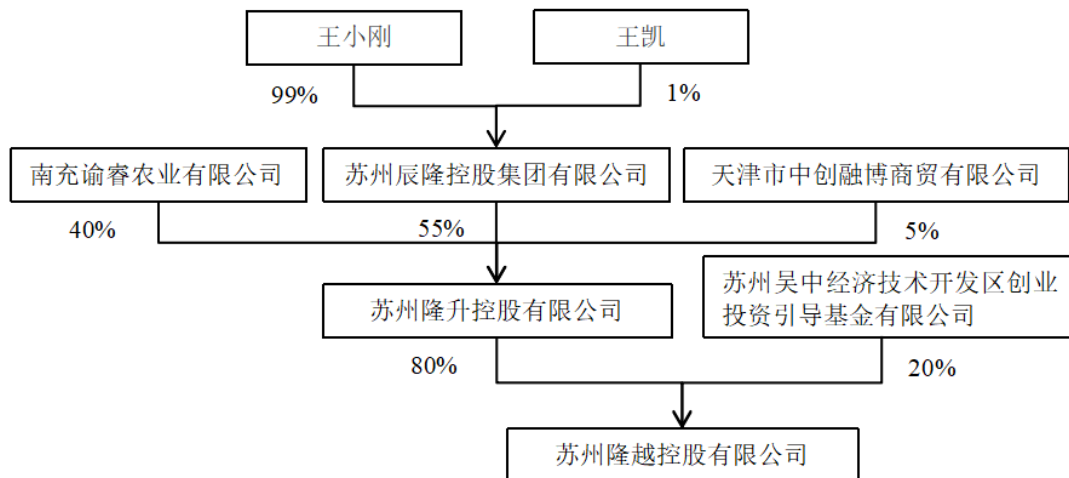 王小刚
王凯
99%
1%
南充谕睿农业有限公司
苏州辰隆控股集团有限公司
天津市中创融博商贸有限公司
40%
55%
5%
苏州隆升控股有限公司
苏州吴中经济技术开发区创业
投资引导基金有限公司
80%
20%
苏州隆越控股有限公司